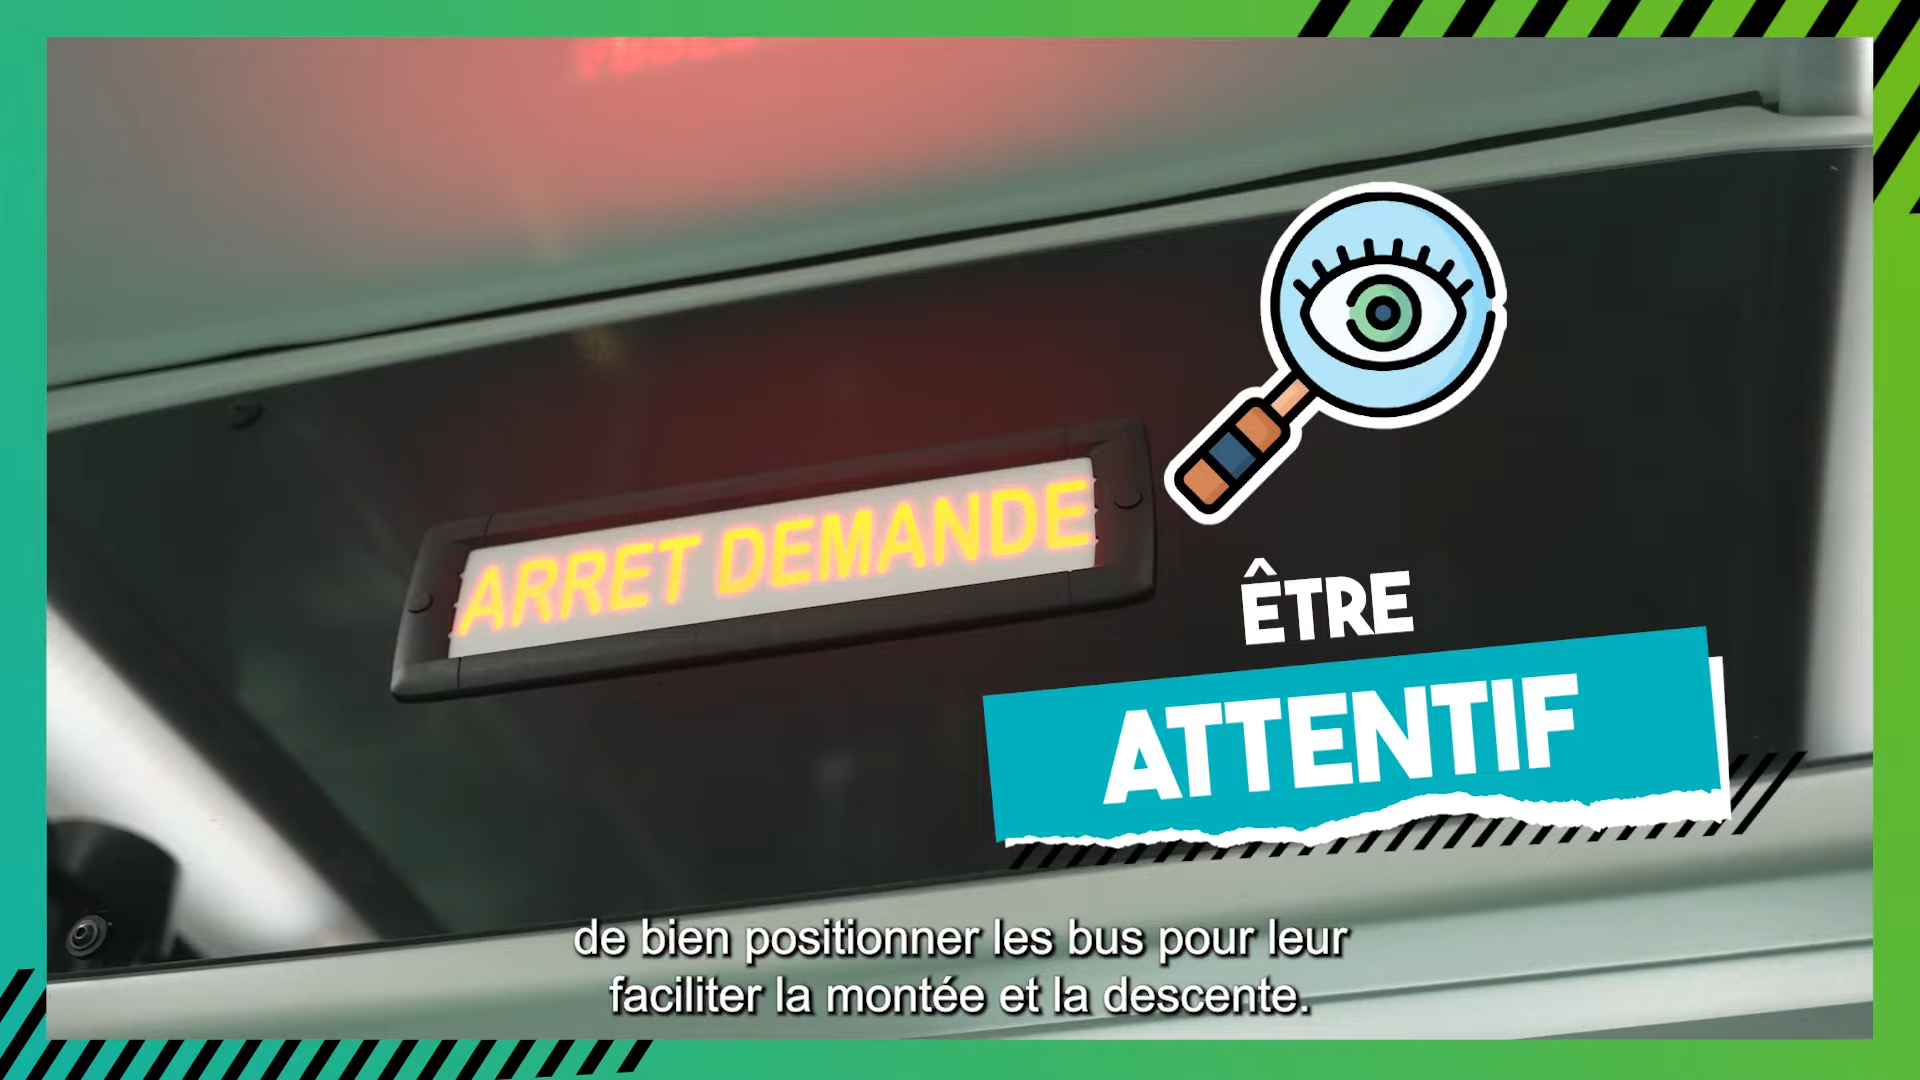 ARRET DEMANDE
ÊTRE
ATTENTIF
de bien positionner les bus pour leur
faciliter la montée et la descente.